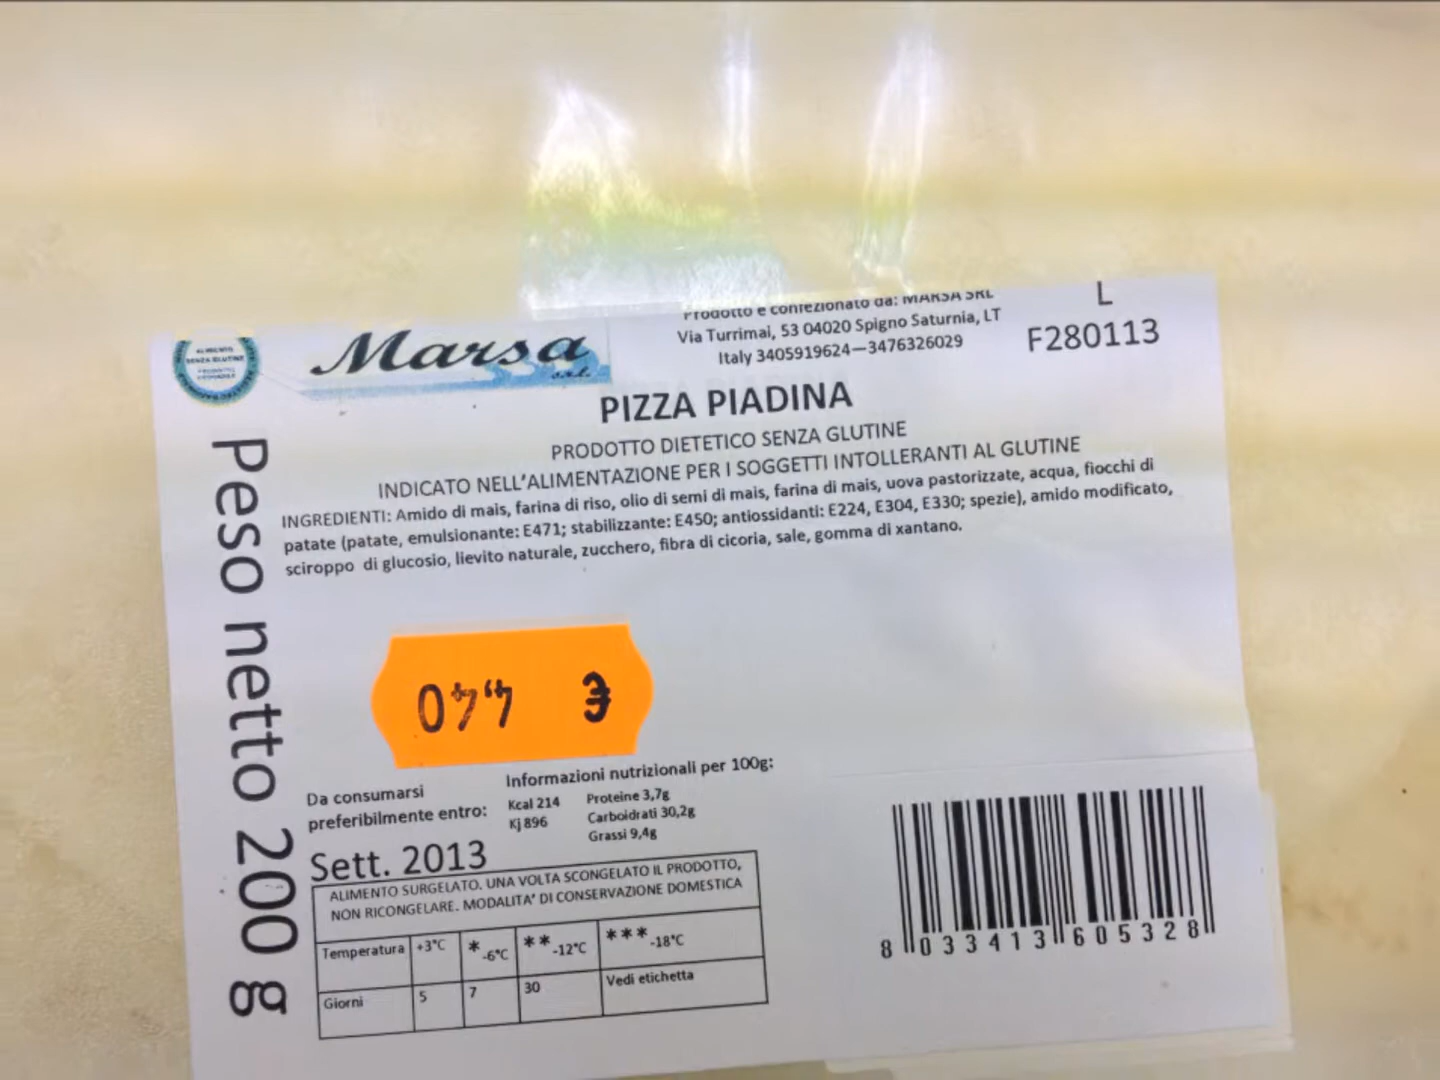 ALIMENTO
SENZA GLUTINE
Marsa
s.r.l.
Prodotto e confezionato da: MARSA SRL
Via Turrimai, 53 04020 Spigno Saturnia, LT
Italy 3405919624—3476326029
L
F280113
PIZZA PIADINA
PRODOTTO DIETETICO SENZA GLUTINE
INDICATO NELL'ALIMENTAZIONE PER I SOGGETTI INTOLLERANTI AL GLUTINE
INGREDIENTI: Amido di mais, farina di riso, olio di semi di mais, farina di mais, uova pastorizzate, acqua, fiocchi di
patate (patate, emulsionante: E471; stabilizzante: E450; antiossidanti: E224, E304, E330; spezie), amido modificato,
sciroppo di glucosio, lievito naturale, zucchero, fibra di cicoria, sale, gomma di xantano.
Peso netto 200 g
€ 4,40
Da consumarsi
preferibilmente entro:
Sett. 2013
Informazioni nutrizionali per 100g:
Kcal 214
Kj 896
Proteine 3,7g
Carboidrati 30,2g
Grassi 9,4g
ALIMENTO SURGELATO. UNA VOLTA SCONGELATO IL PRODOTTO,
NON RICONGELARE. MODALITA' DI CONSERVAZIONE DOMESTICA
Temperatura +3°C * -6°C ** -12°C *** -18°C
Giorni 5 7 30 Vedi etichetta
8 033413 605328